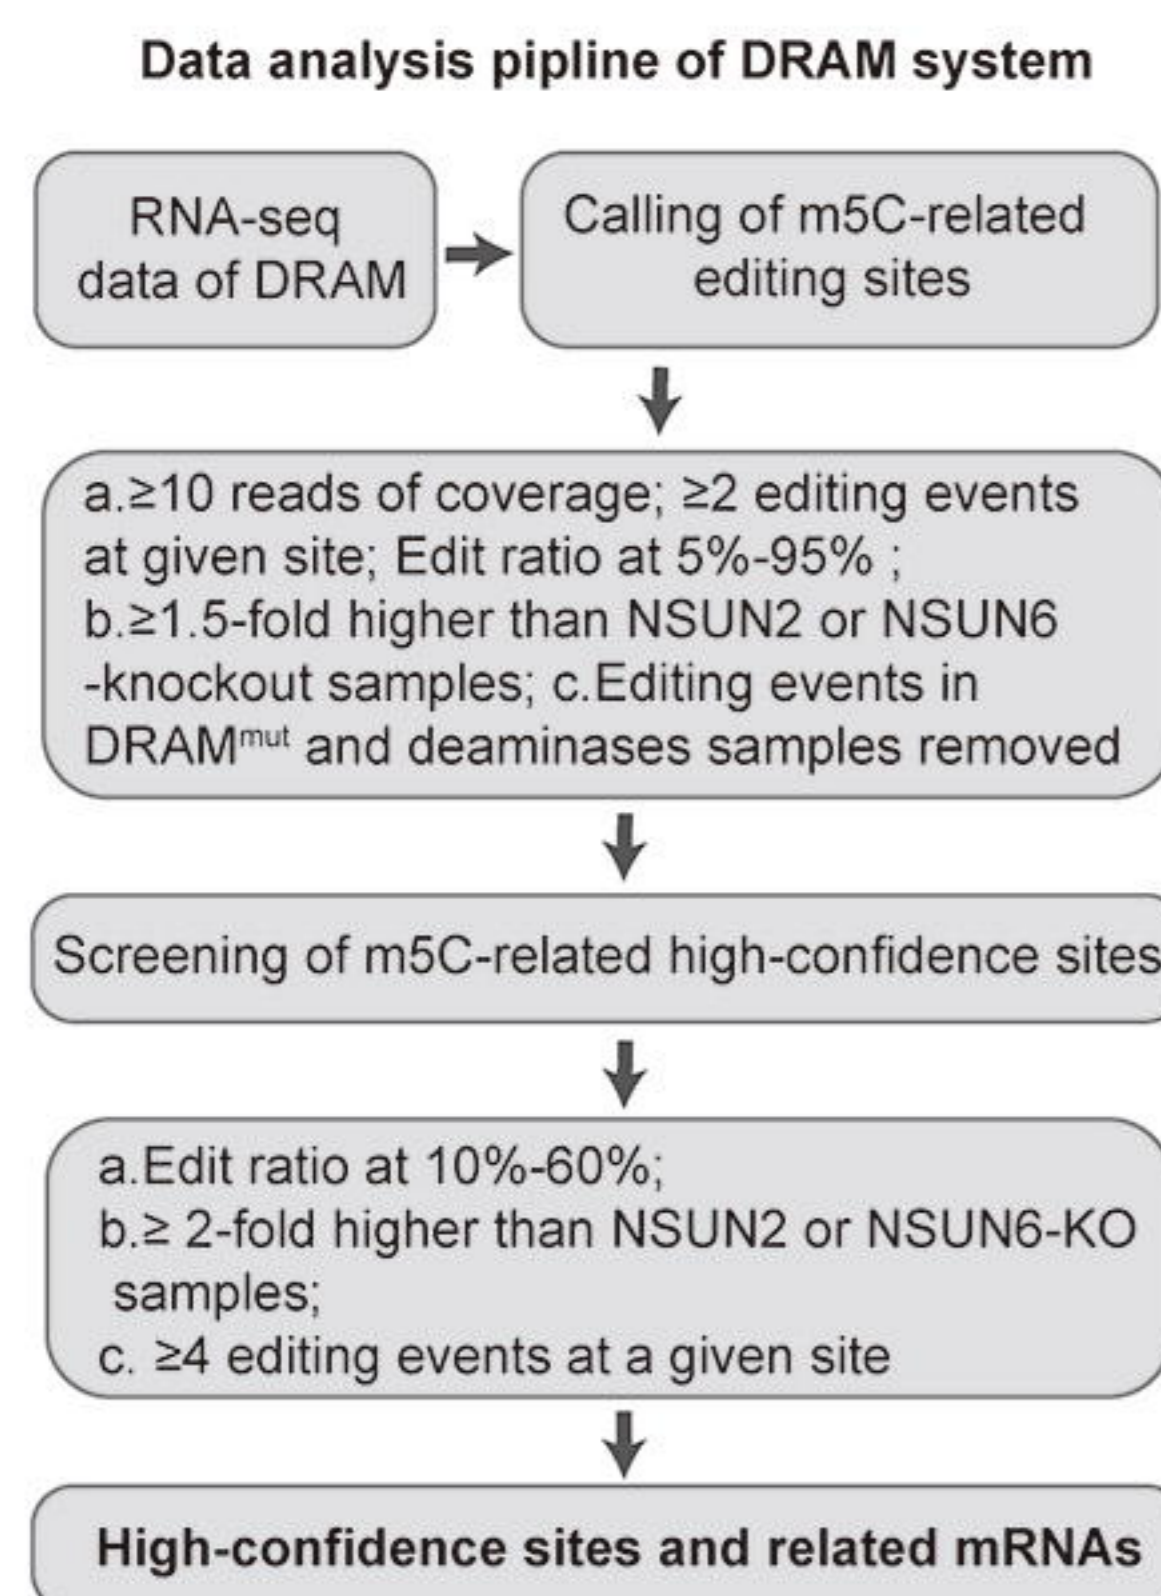 Data analysis pipline of DRAM system
RNA-seq
data of DRAM
Calling of m5C-related
editing sites
a.≥10 reads of coverage; ≥2 editing events
at given site; Edit ratio at 5%-95% ;
b.≥1.5-fold higher than NSUN2 or NSUN6
-knockout samples; c.Editing events in
DRAMᵐᵘᵗ and deaminases samples removed
Screening of m5C-related high-confidence sites
a.Edit ratio at 10%-60%;
b.≥ 2-fold higher than NSUN2 or NSUN6-KO
samples;
c. ≥4 editing events at a given site
High-confidence sites and related mRNAs